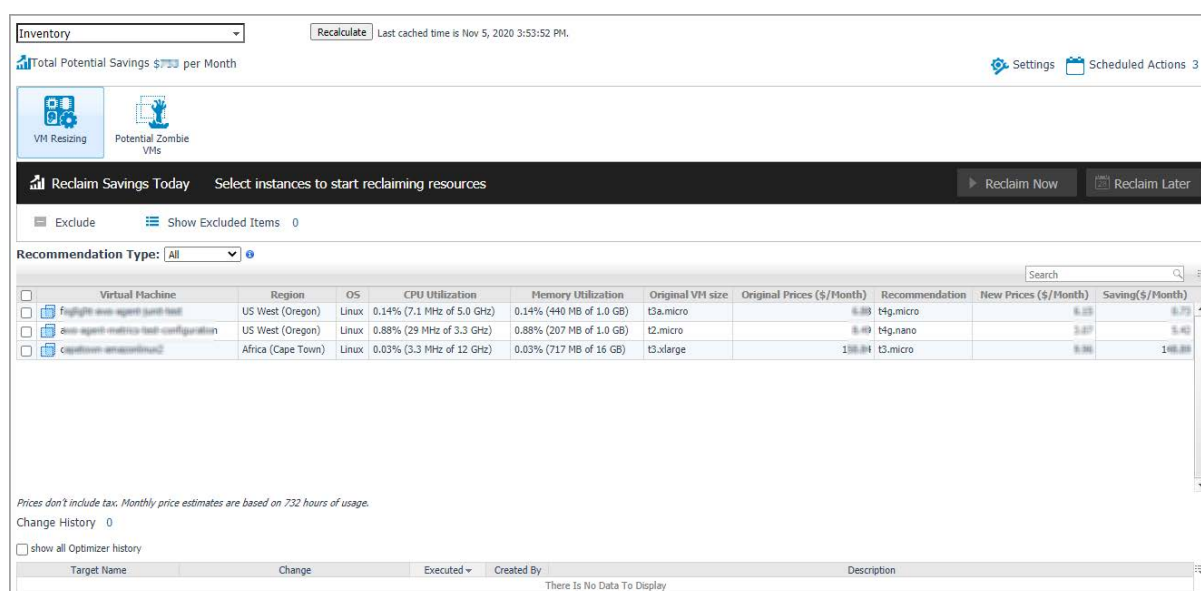 Inventory
Recalculate Last cached time is Nov 5, 2020 3:53:52 PM.
Total Potential Savings per Month
Settings Scheduled Actions 3
VM Resizing
Potential Zombie
VMs
Reclaim Savings Today Select instances to start reclaiming resources Reclaim Now Reclaim Later
Exclude Show Excluded Items 0
Recommendation Type: All
Search
Virtual Machine Region OS CPU Utilization Memory Utilization Original VM size Original Prices ($/Month) Recommendation New Prices ($/Month) Saving($/Month)
US West (Oregon) Linux 0.14% (7.1 MHz of 5.0 GHz) 0.14% (440 MB of 1.0 GB) t3a.micro t4g.micro
US West (Oregon) Linux 0.88% (29 MHz of 3.3 GHz) 0.88% (207 MB of 1.0 GB) t2.micro t4g.nano
Africa (Cape Town) Linux 0.03% (3.3 MHz of 12 GHz) 0.03% (717 MB of 16 GB) t3.xlarge t3.micro
Prices don't include tax. Monthly price estimates are based on 732 hours of usage.
Change History 0
show all Optimizer history
Target Name Change Executed Created By Description
There Is No Data To Display